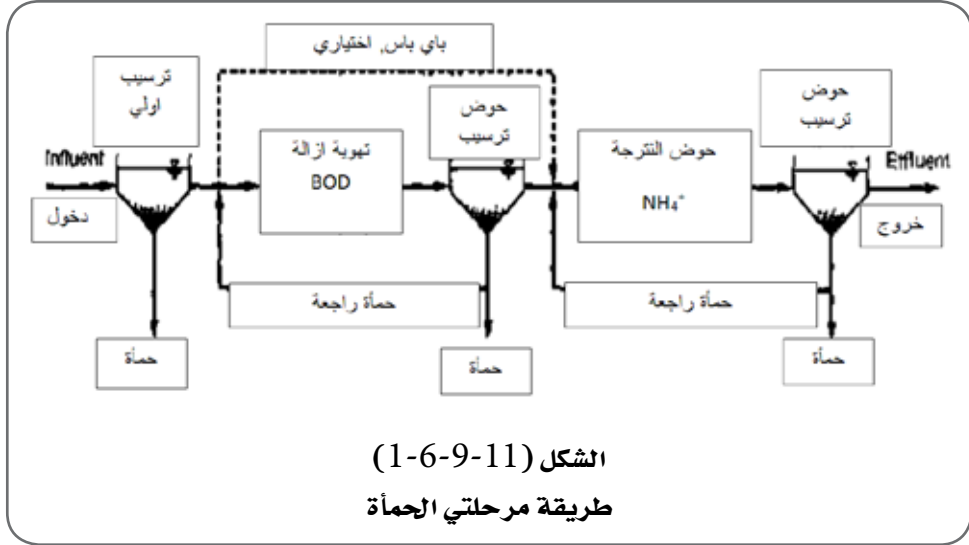 باي باس, اختياري
ترسيب
اولي
حوض
ترسيب
حوض
ترسيب
Influent
تهوية ازالة
BOD
حوض النترجة
NH₄⁺
Effluent
دخول
خروج
حمأة راجعة
حمأة راجعة
حمأة
حمأة
حمأة
الشكل (11-9-6-1)
طريقة مرحلتي الحمأة